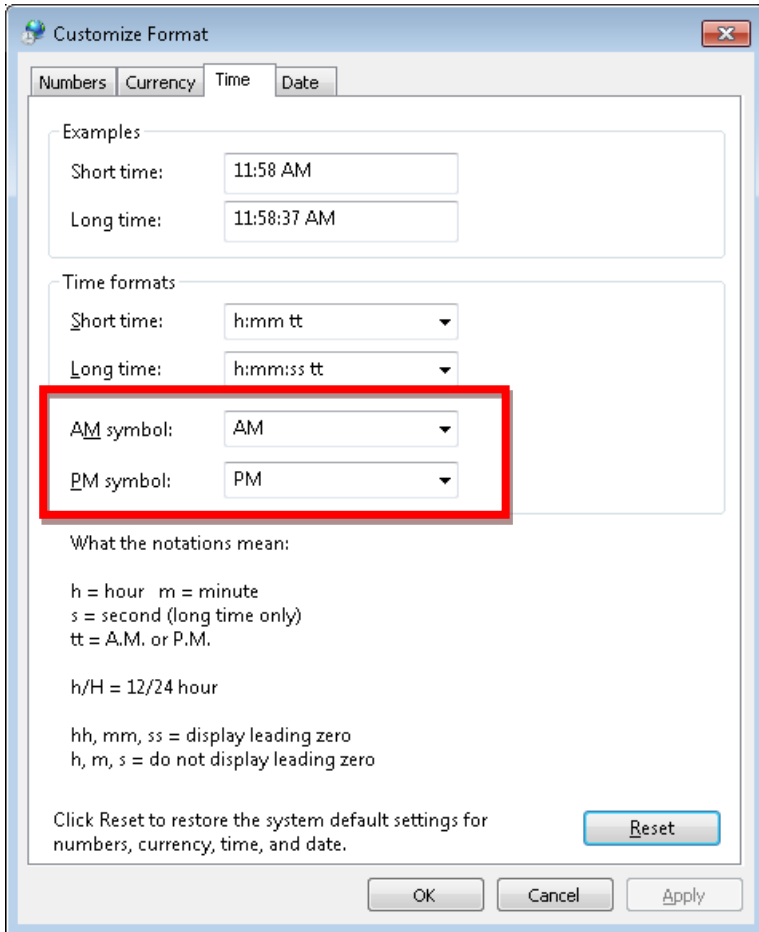 Customize Format
Numbers Currency Time Date
Examples
Short time: 11:58 AM
Long time: 11:58:37 AM
Time formats
Short time: h:mm tt
Long time: h:mm:ss tt
AM symbol: AM
PM symbol: PM
What the notations mean:
h = hour m = minute
s = second (long time only)
tt = A.M. or P.M.
h/H = 12/24 hour
hh, mm, ss = display leading zero
h, m, s = do not display leading zero
Click Reset to restore the system default settings for
numbers, currency, time, and date.
Reset
OK Cancel Apply